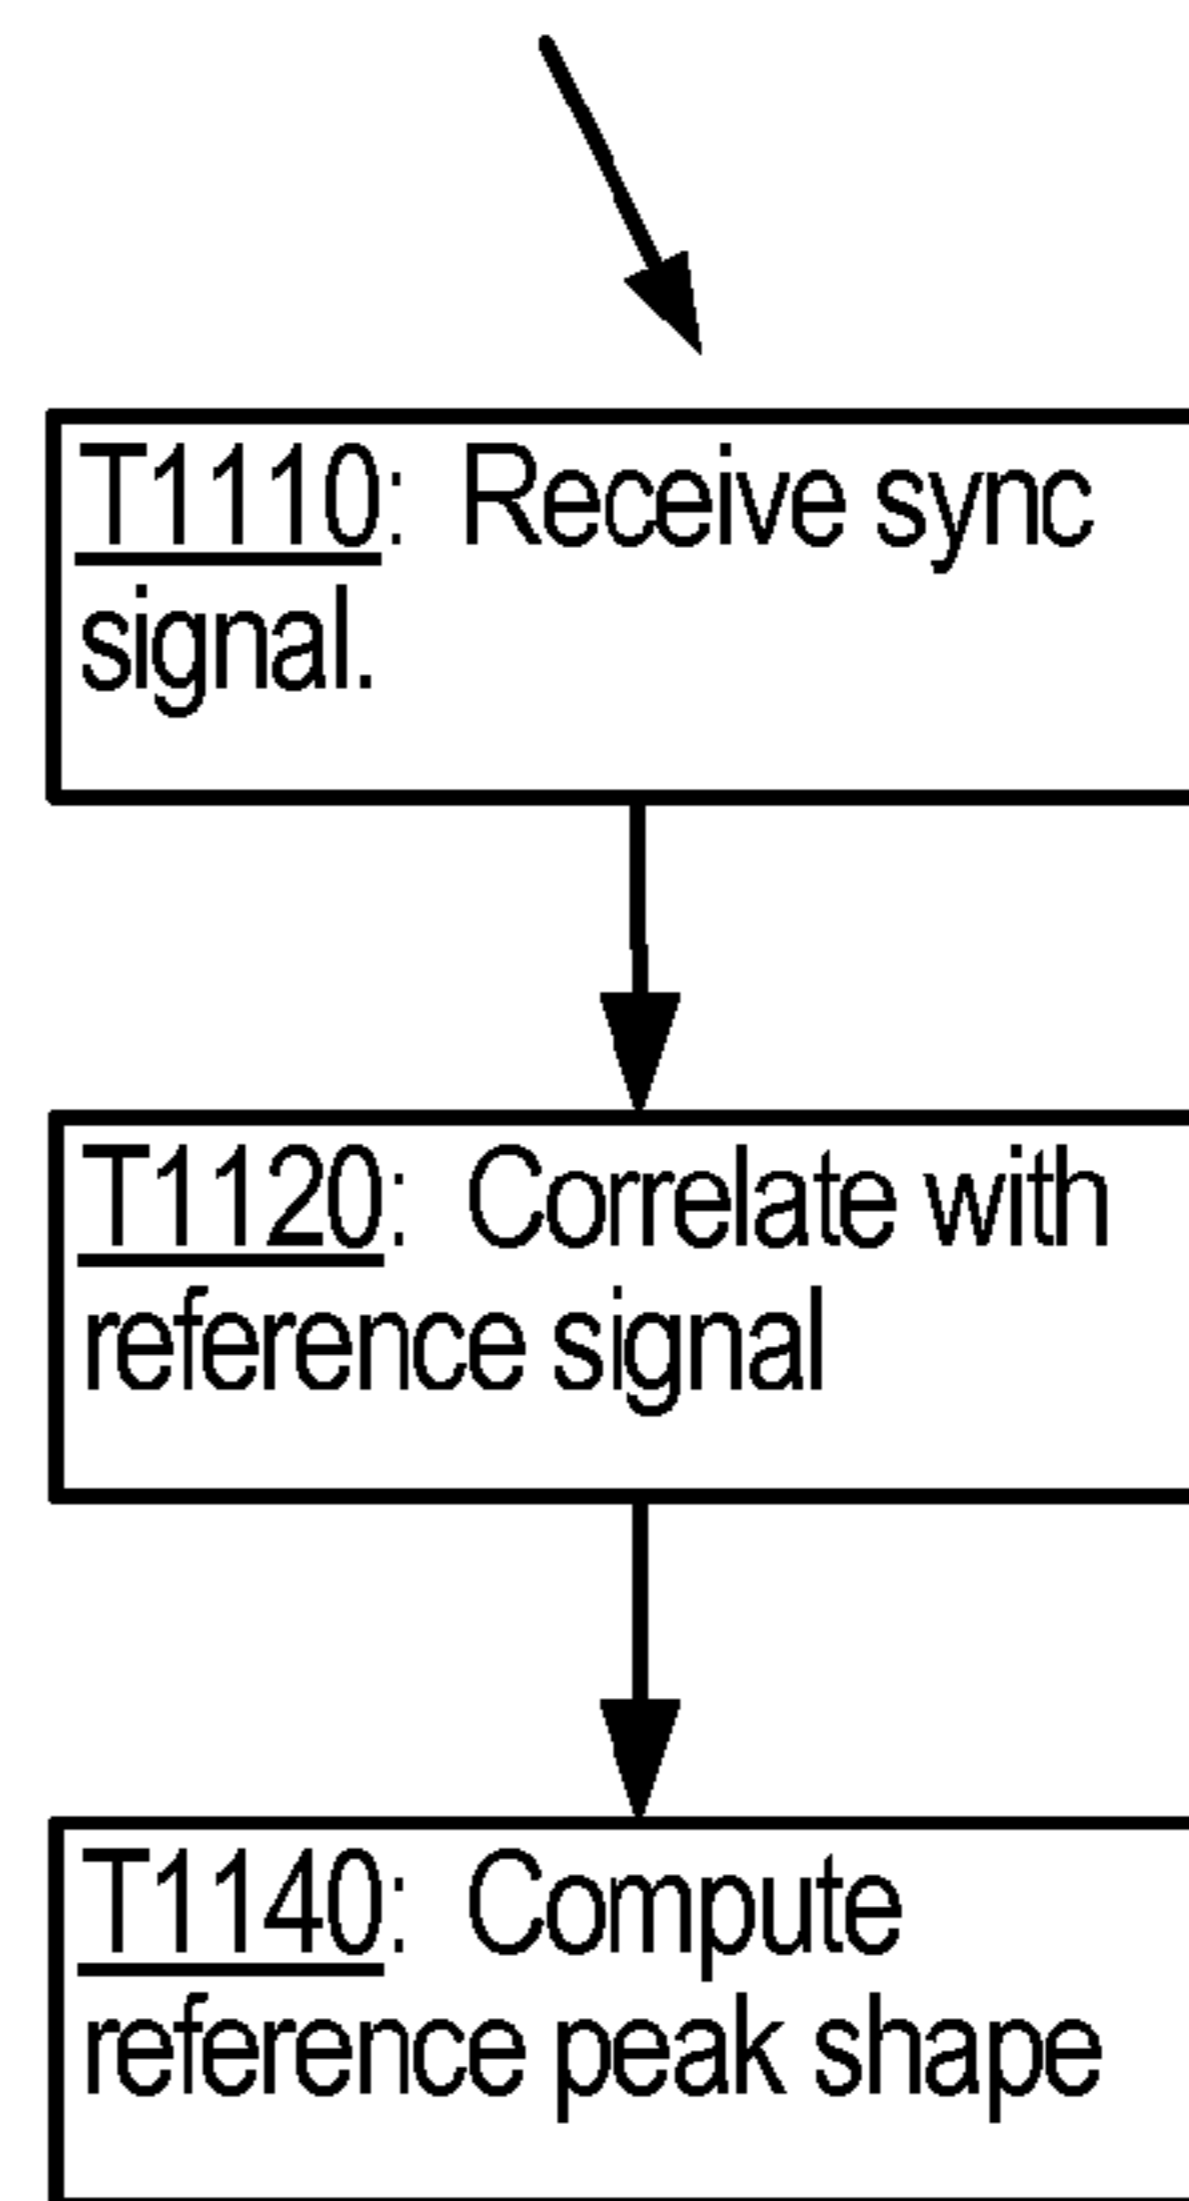 T1110: Receive sync
signal.
T1120: Correlate with
reference signal
T1140: Compute
reference peak shape